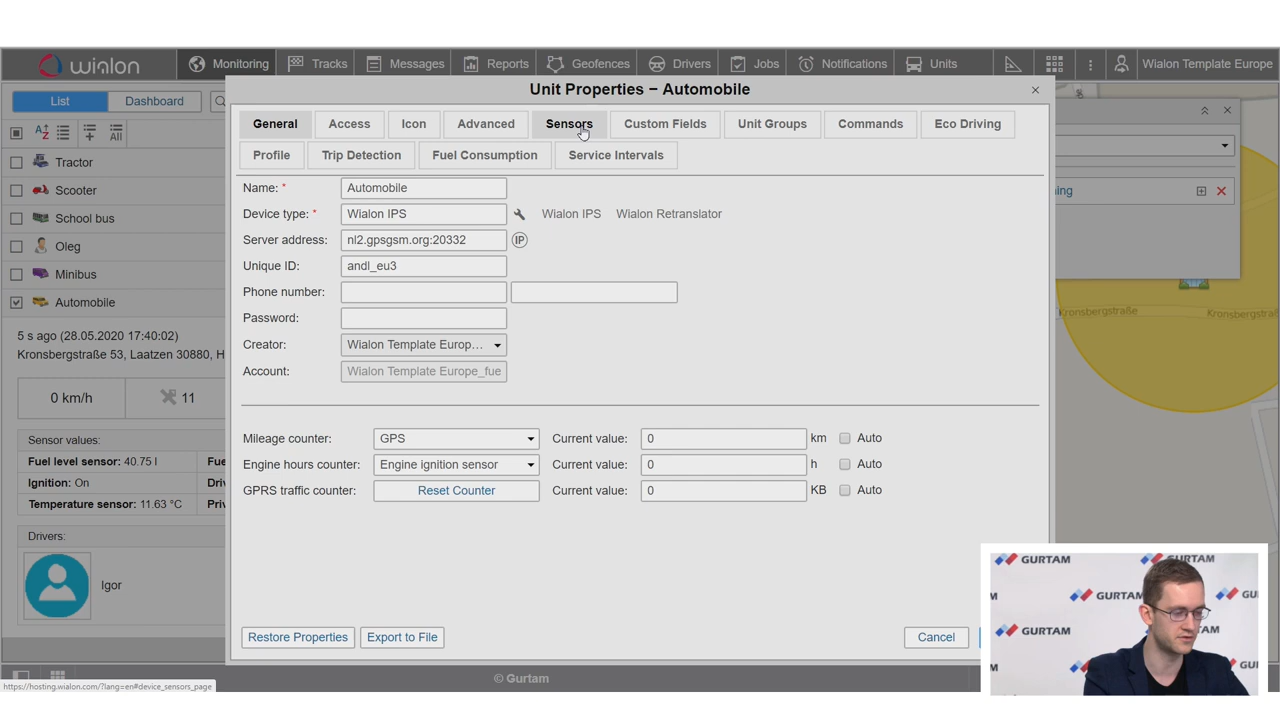 wialon Monitoring Tracks Messages Reports Geofences Drivers Jobs Notifications Units Wialon Template Europe
Unit Properties – Automobile
List Dashboard
General Access Icon Advanced Sensors Custom Fields Unit Groups Commands Eco Driving
Profile Trip Detection Fuel Consumption Service Intervals
Tractor
Scooter
School bus
Oleg
Minibus
Automobile
5 s ago (28.05.2020 17:40:02)
Kronsbergstraße 53, Laatzen 30880, H
0 km/h 11
Sensor values:
Fuel level sensor: 40.75 l Fue
Ignition: On Driv
Temperature sensor: 11.63 °C Priv
Drivers:
Igor
Name: * Automobile
Device type: * Wialon IPS Wialon IPS Wialon Retranslator
Server address: nl2.gpsgsm.org:20332 IP
Unique ID: andl_eu3
Phone number:
Password:
Creator: Wialon Template Europ...
Account: Wialon Template Europe_fue
Mileage counter: GPS Current value: 0 km Auto
Engine hours counter: Engine ignition sensor Current value: 0 h Auto
GPRS traffic counter: Reset Counter Current value: 0 KB Auto
Restore Properties Export to File Cancel
ning
Kronsbergstraße Kronsbergstraße
https://hosting.wialon.com/?lang=en#device_sensors_page
© Gurtam
GURTAM
GURTAM
GURTAM
GURTAM